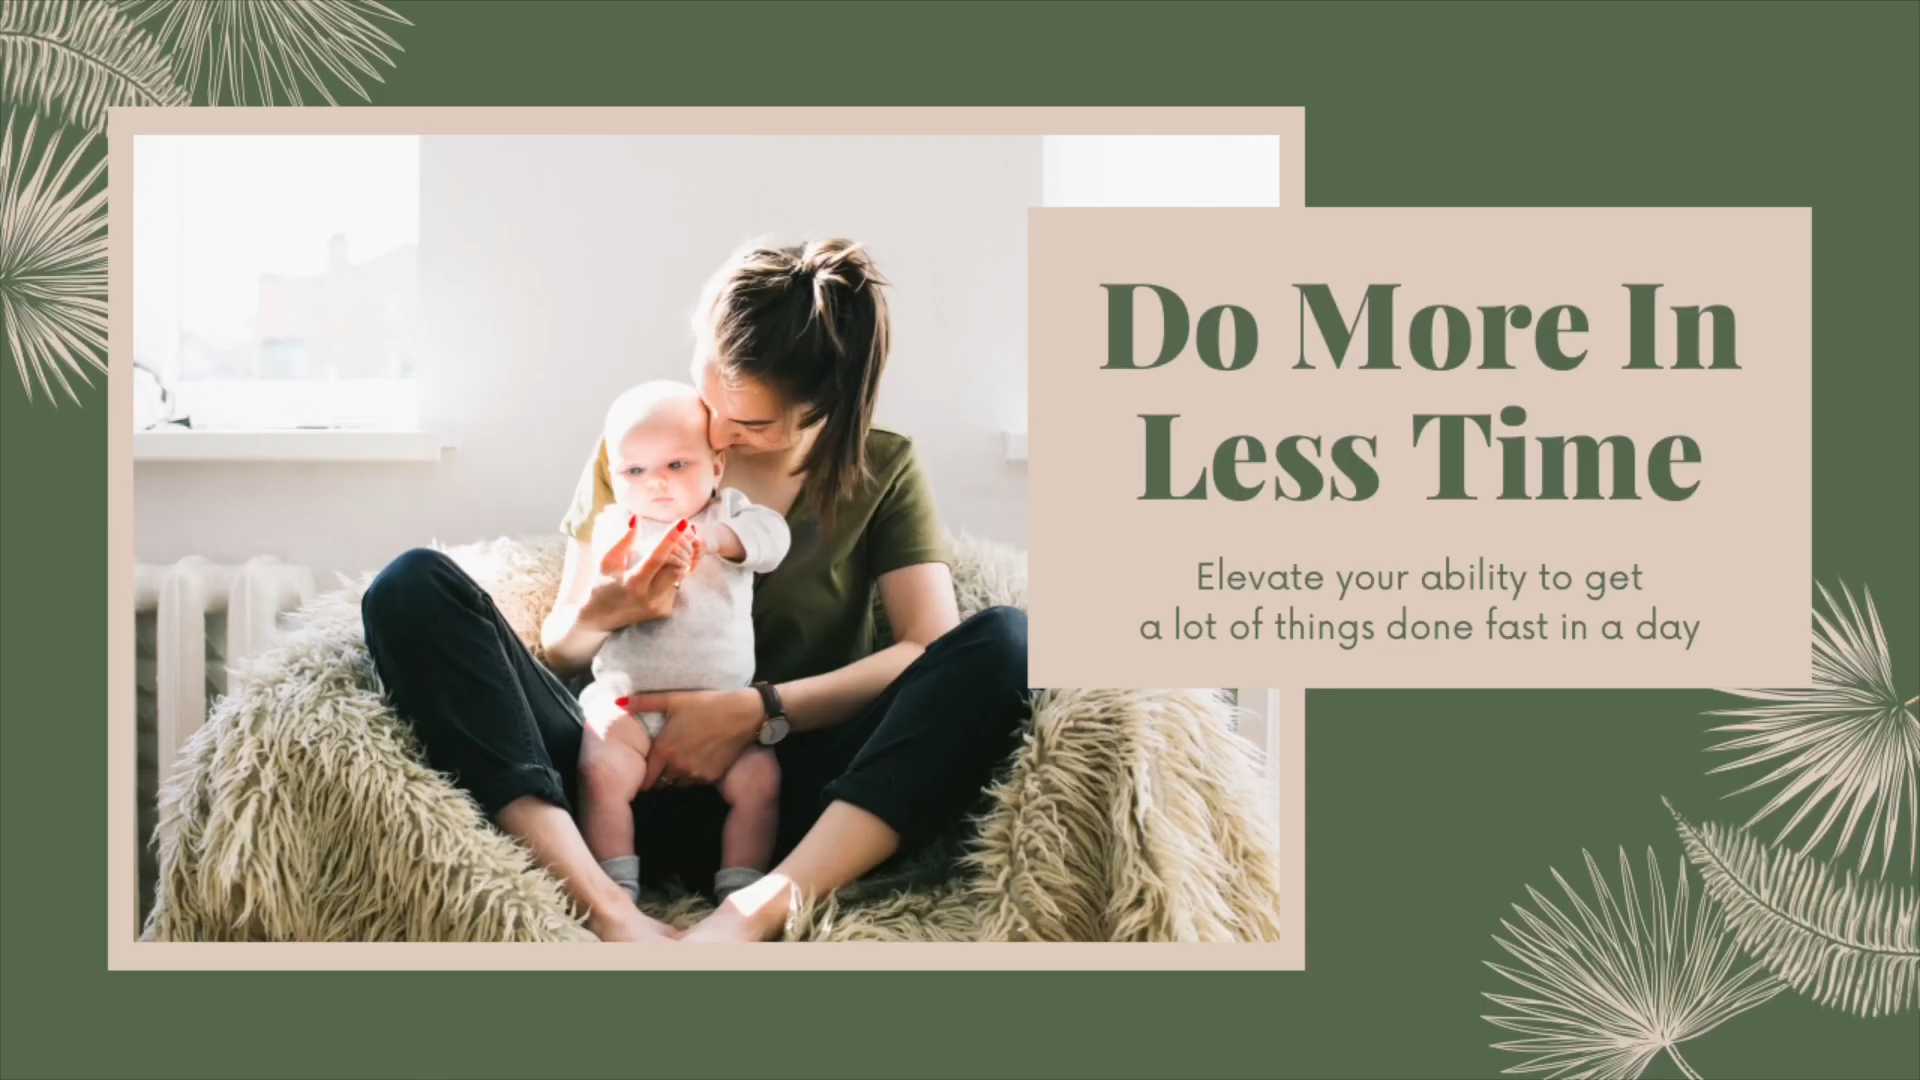 Do More In
Less Time
Elevate your ability to get
a lot of things done fast in a day